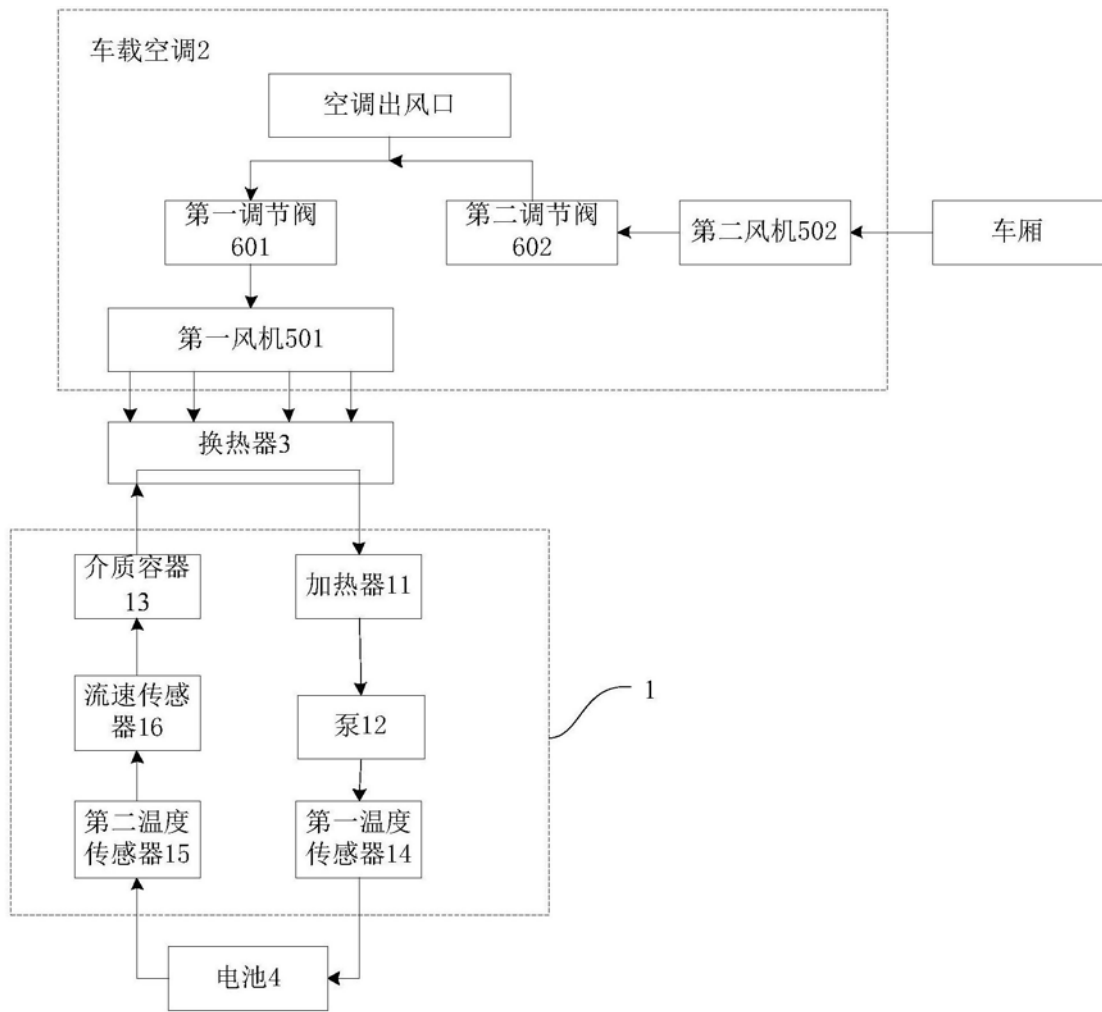 车载空调2
空调出风口
第一调节阀
601
第二调节阀
602
第二风机502
车厢
第一风机501
换热器3
介质容器
13
加热器11
流速传感
器16
泵12
1
第二温度
传感器15
第一温度
传感器14
电池4